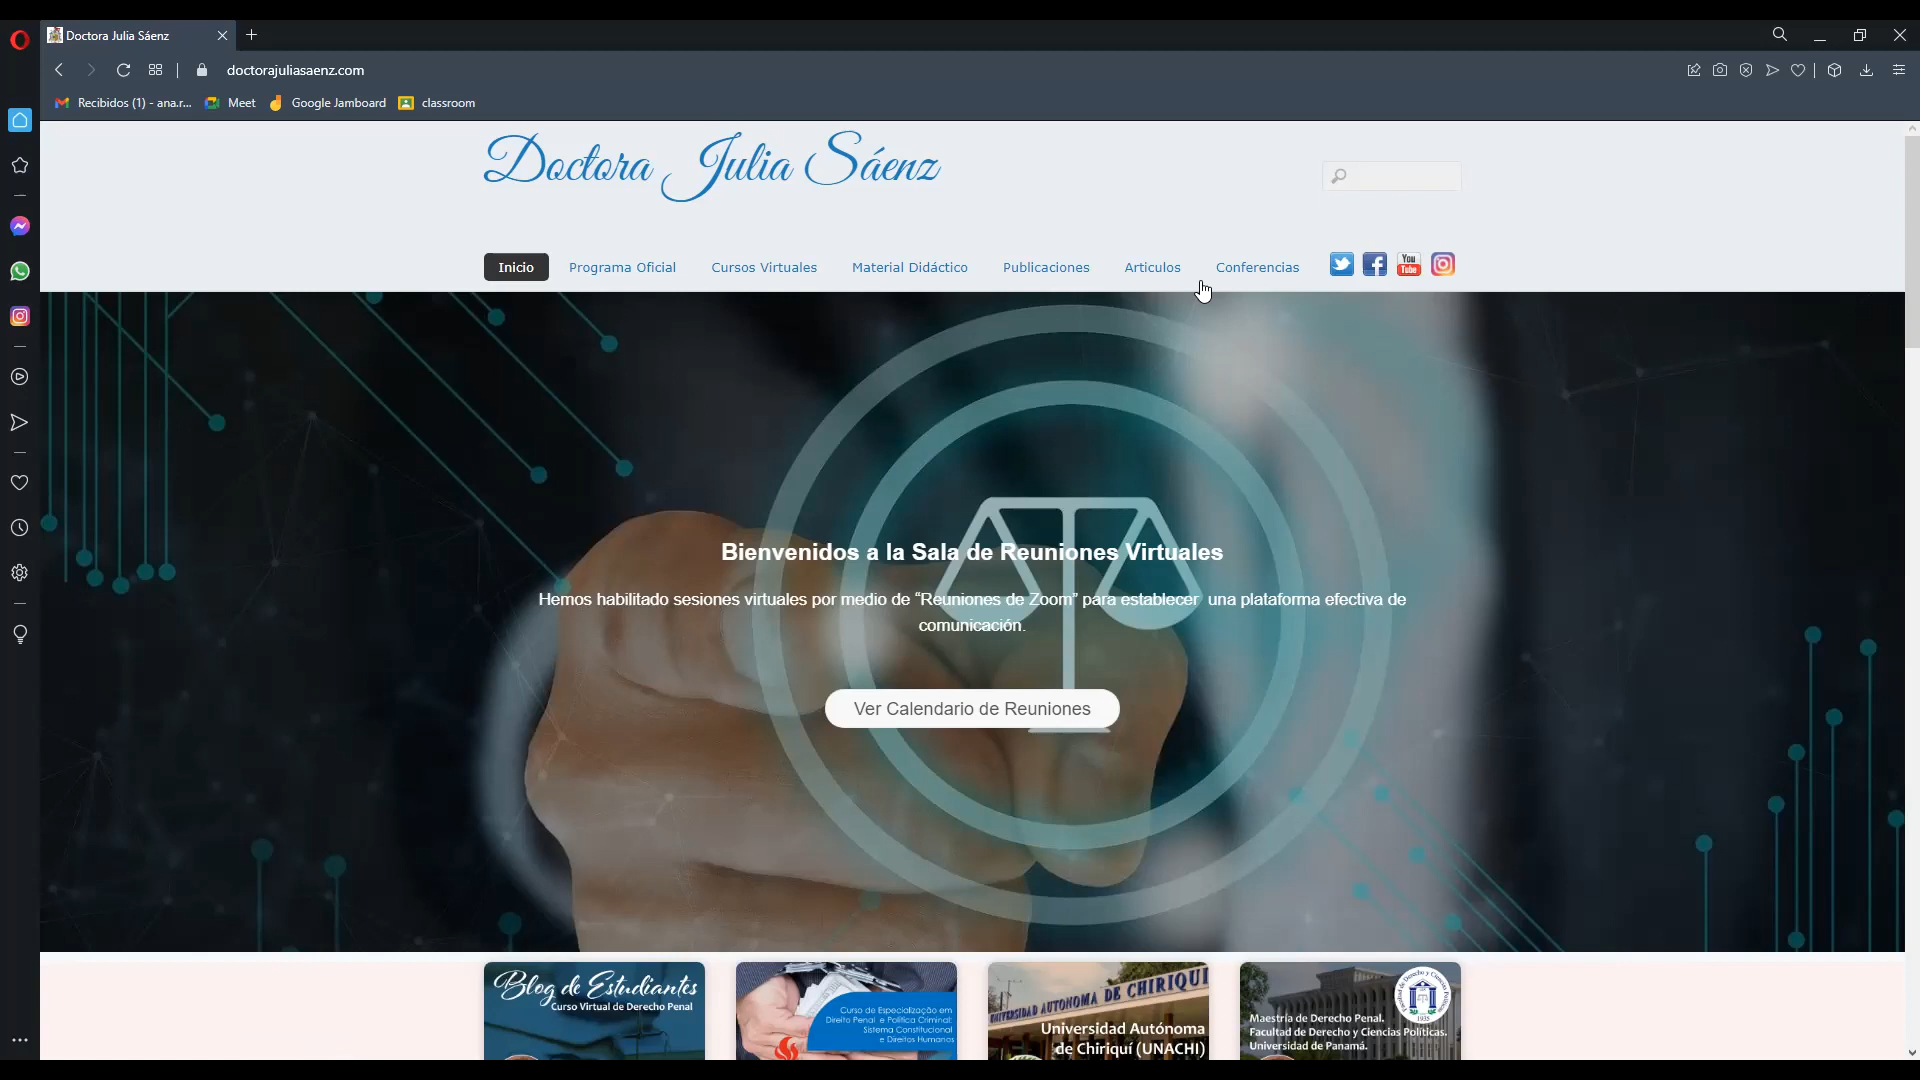 Doctora Julia Sáenz
doctorajuliasaenz.com
Recibidos (1) - ana.r... Meet Google Jamboard classroom
Doctora Julia Sáenz
Inicio Programa Oficial Cursos Virtuales Material Didáctico Publicaciones Articulos Conferencias You Tube
Bienvenidos a la Sala de Reuniones Virtuales
Hemos habilitado sesiones virtuales por medio de “Reuniones de Zoom” para establecer una plataforma efectiva de
comunicación.
Ver Calendario de Reuniones
Blog de Estudiantes
Curso Virtual de Derecho Penal
Curso de Especialização em
Direito Penal e Política Criminal:
Sistema Constitucional
e Direitos Humanos
UNIVERSIDAD AUTONOMA DE CHIRIQUI
Universidad Autónoma
de Chiriquí (UNACHI)
Maestría de Derecho Penal.
Facultad de Derecho y Ciencias Políticas.
Universidad de Panamá.